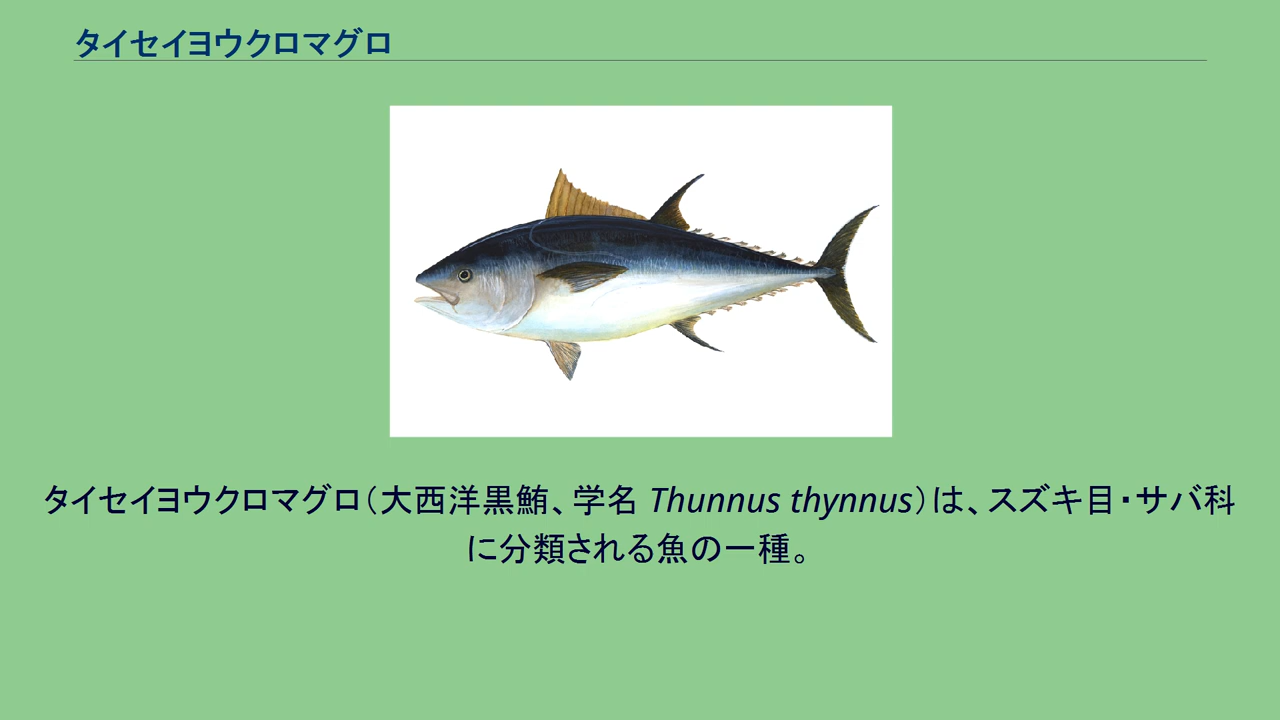 タイセイヨウクロマグロ
タイセイヨウクロマグロ（大西洋黒鮪、学名 Thunnus thynnus）は、スズキ目・サバ科
に分類される魚の一種。